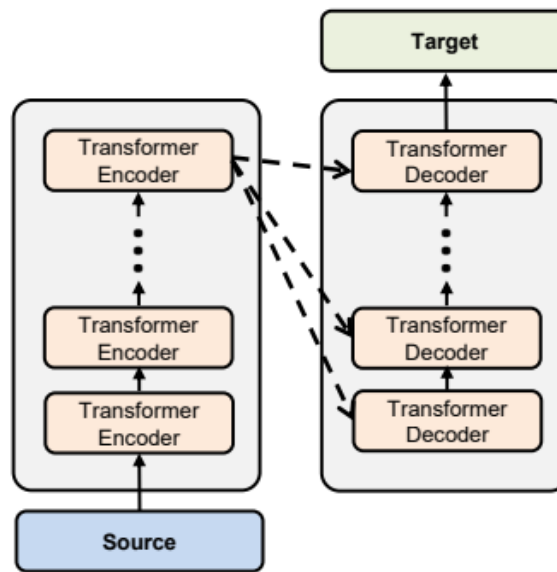 Target
Transformer
Encoder
Transformer
Encoder
Transformer
Encoder
Source
Transformer
Decoder
Transformer
Decoder
Transformer
Decoder